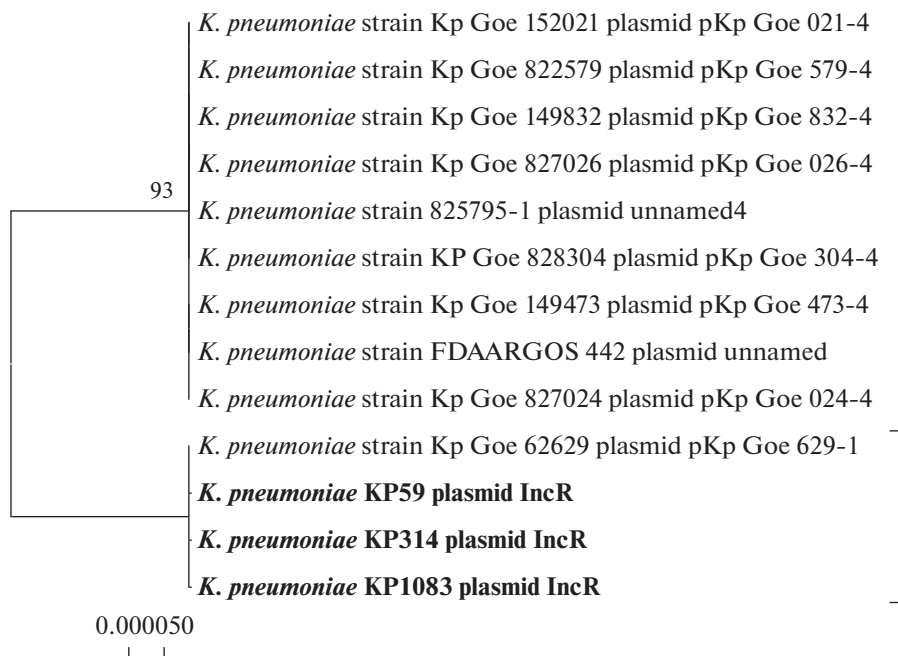 K. pneumoniae strain Kp Goe 152021 plasmid pKp Goe 021-4
K. pneumoniae strain Kp Goe 822579 plasmid pKp Goe 579-4
K. pneumoniae strain Kp Goe 149832 plasmid pKp Goe 832-4
K. pneumoniae strain Kp Goe 827026 plasmid pKp Goe 026-4
93
K. pneumoniae strain 825795-1 plasmid unnamed4
K. pneumoniae strain KP Goe 828304 plasmid pKp Goe 304-4
K. pneumoniae strain Kp Goe 149473 plasmid pKp Goe 473-4
K. pneumoniae strain FDAARGOS 442 plasmid unnamed
K. pneumoniae strain Kp Goe 827024 plasmid pKp Goe 024-4
K. pneumoniae strain Kp Goe 62629 plasmid pKp Goe 629-1
K. pneumoniae KP59 plasmid IncR
K. pneumoniae KP314 plasmid IncR
K. pneumoniae KP1083 plasmid IncR
0.000050